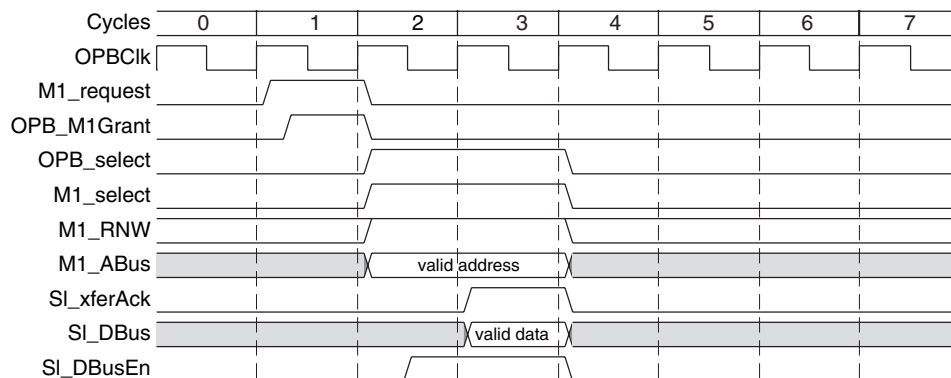 Cycles 0 1 2 3 4 5 6 7
OPBClk
M1_request
OPB_M1Grant
OPB_select
M1_select
M1_RNW
M1_ABus valid address
Sl_xferAck
Sl_DBus valid data
Sl_DBusEn